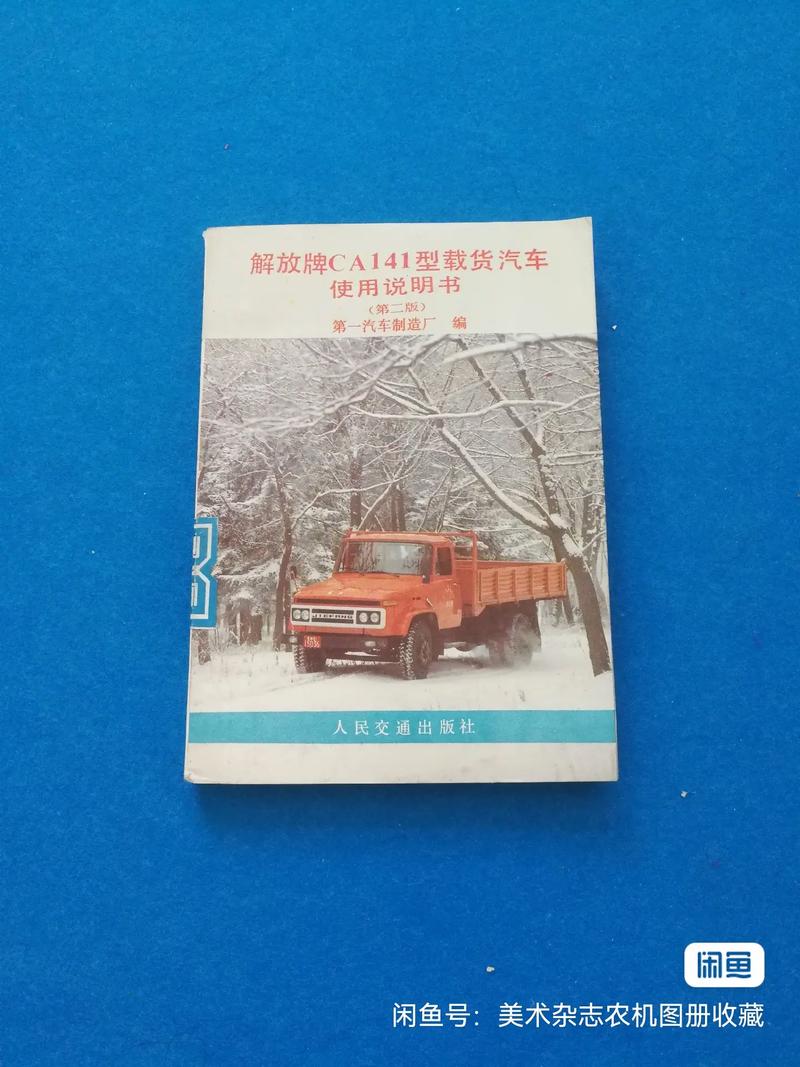 解放牌CA141型载货汽车
使用说明书
（第二版）
第一汽车制造厂 编
JIEFANG
人民交通出版社
闲鱼
闲鱼号：美术杂志农机图册收藏